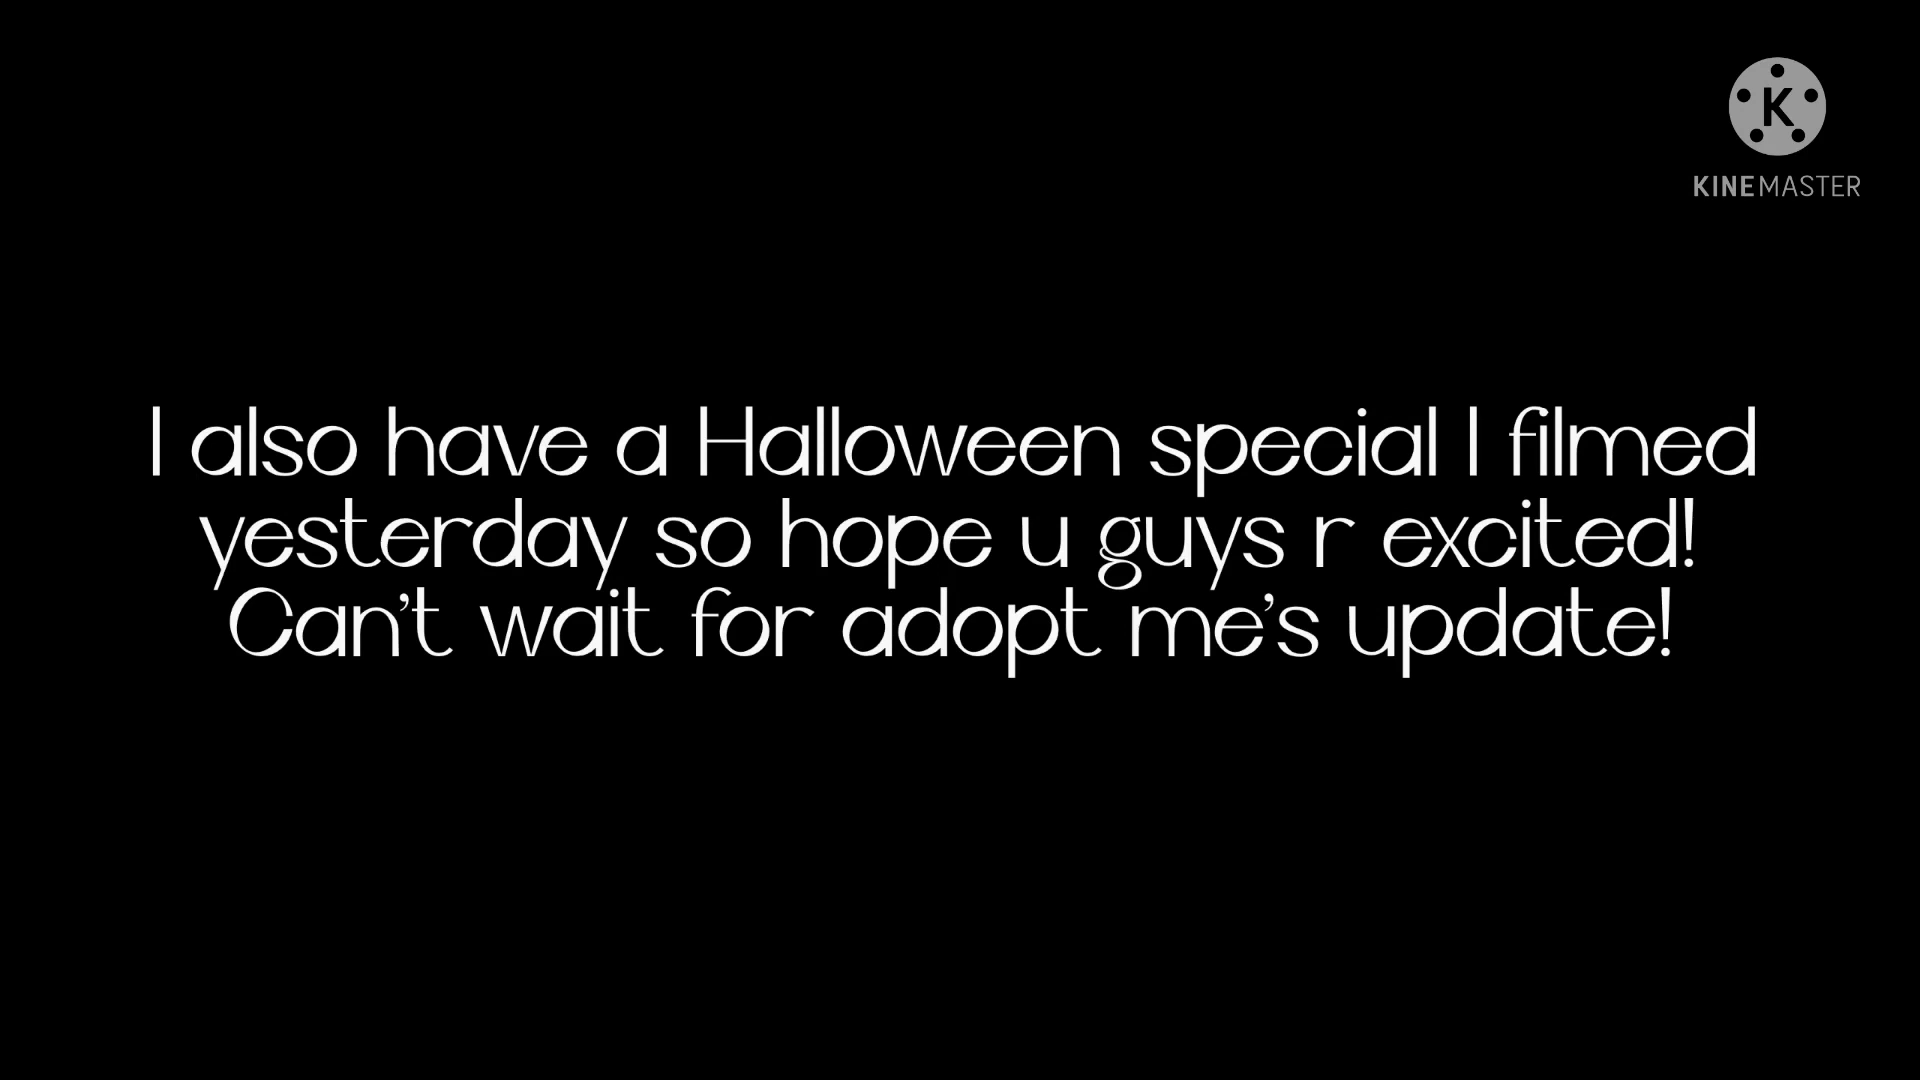 K
KINEMASTER
I also have a Halloween special I filmed
yesterday so hope u guys r excited!
Can't wait for adopt me's update!